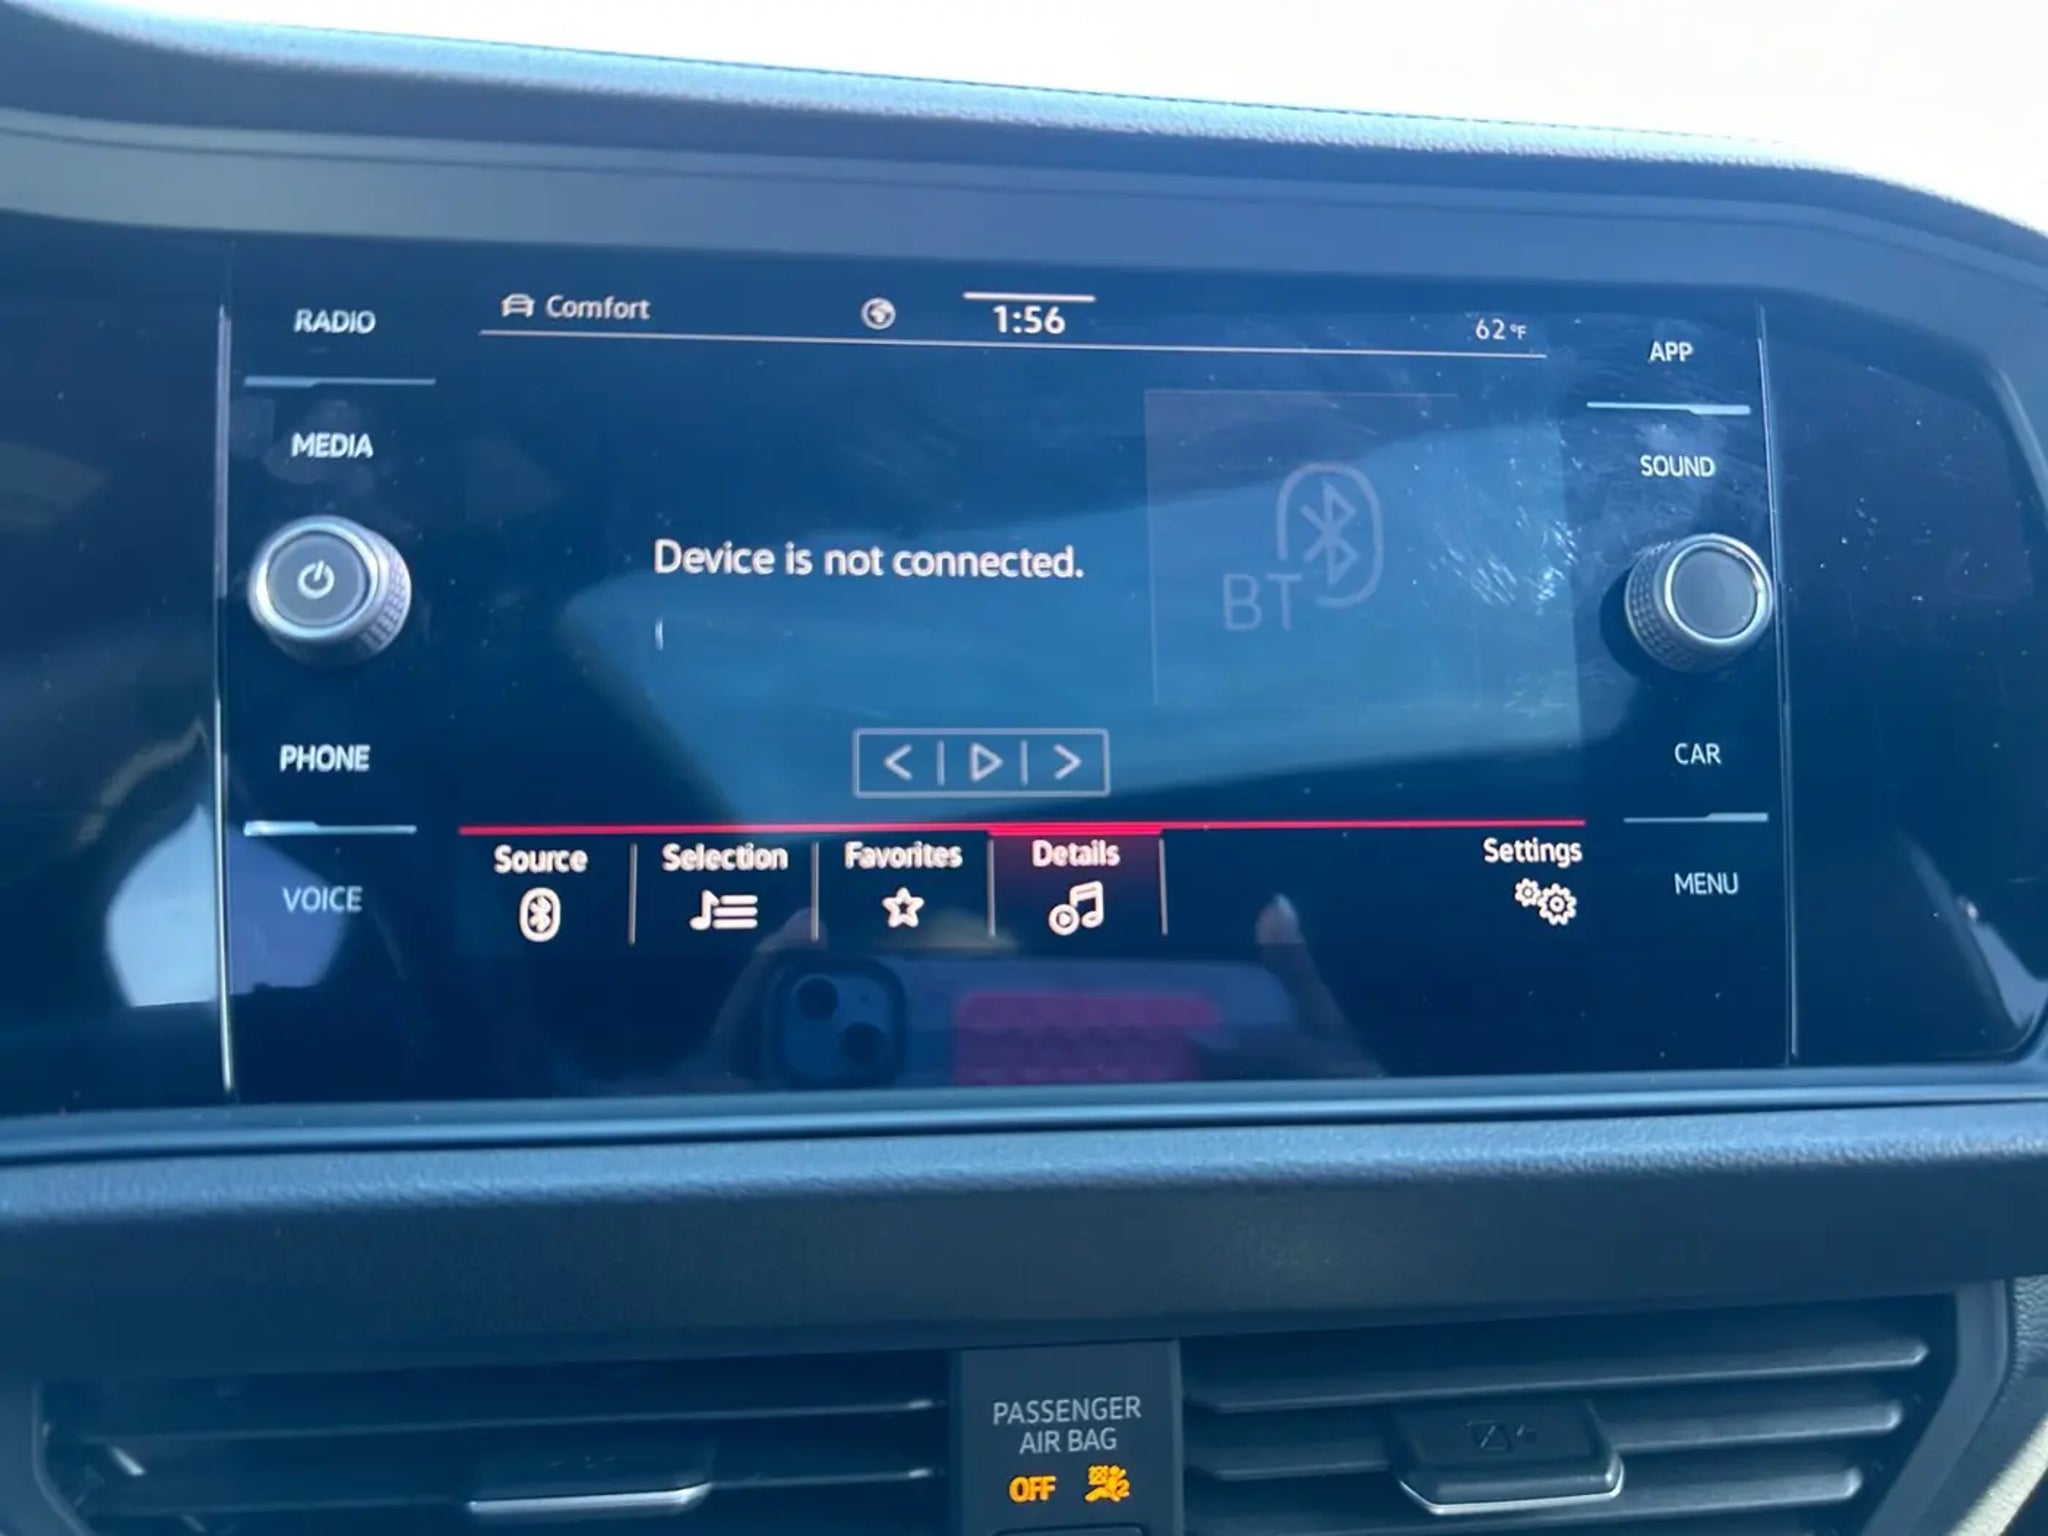 RADIO
MEDIA
PHONE
VOICE
Comfort
1:56
62°F
Device is not connected.
BT
Source
Selection
Favorites
Details
Settings
APP
SOUND
CAR
MENU
PASSENGER
AIR BAG
OFF